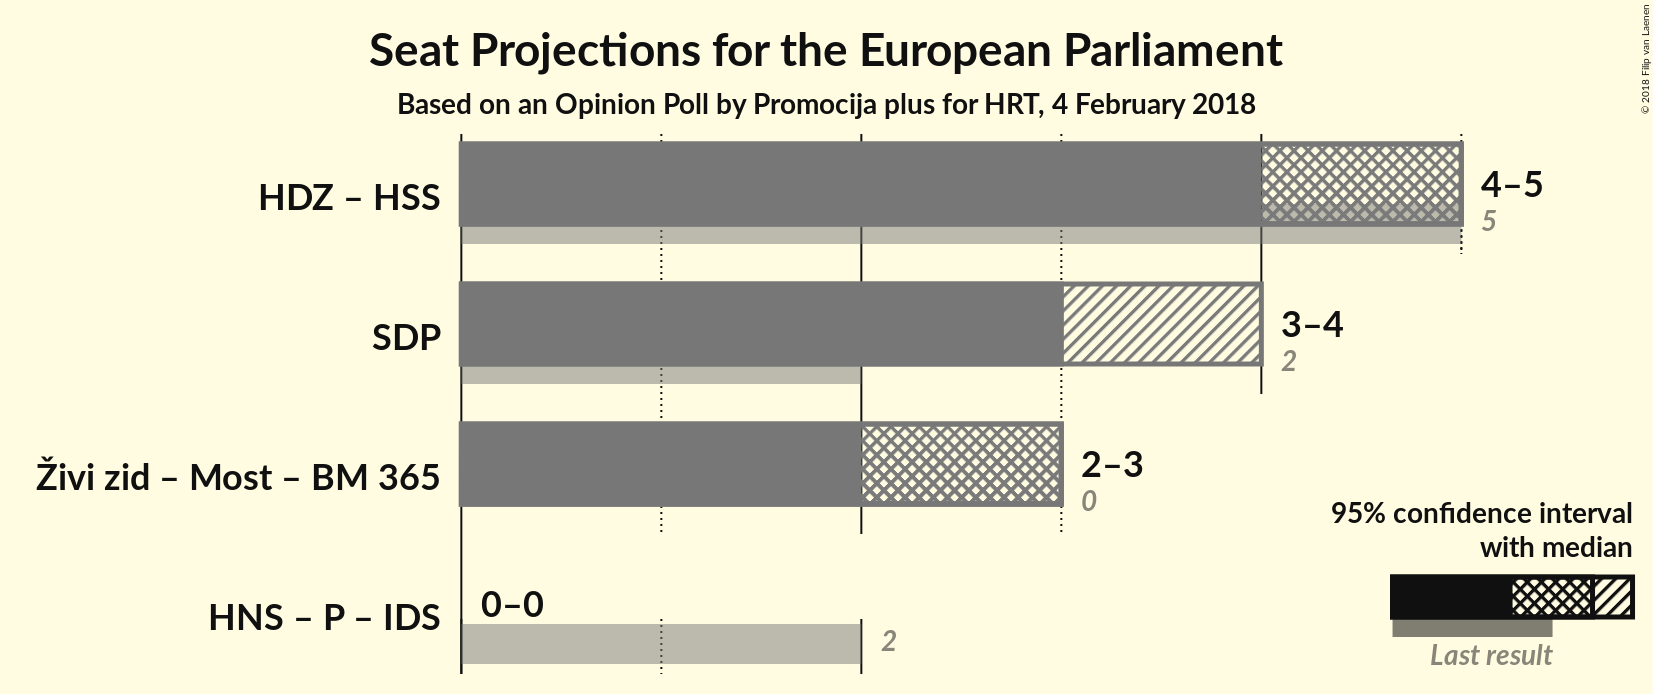 Seat Projections for the European Parliament
Based on an Opinion Poll by Promocija plus for HRT, 4 February 2018
© 2018 Filip van Laenen
HDZ – HSS
4–5
5
SDP
3–4
2
Živi zid – Most – BM 365
2–3
0
HNS – P – IDS
0–0
2
95% confidence interval
with median
Last result